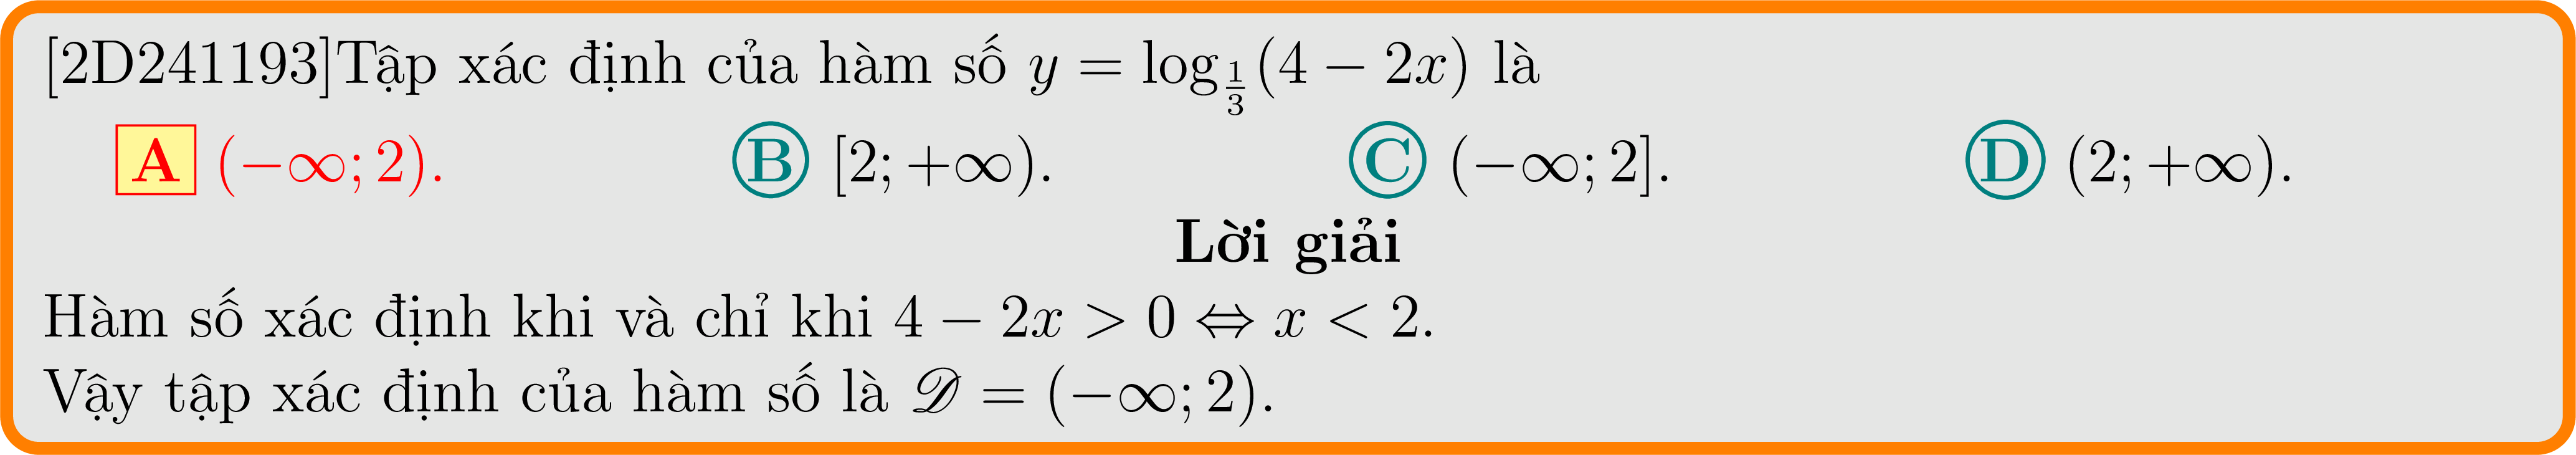 [2D241193]Tập xác định của hàm số $y = \log_{\frac{1}{3}}(4 - 2x)$ là
A $(-\infty; 2)$. B $[2; +\infty)$. C $(-\infty; 2]$. D $(2; +\infty)$.
Lời giải
Hàm số xác định khi và chỉ khi $4 - 2x > 0 \Leftrightarrow x < 2$.
Vậy tập xác định của hàm số là $\mathscr{D} = (-\infty; 2)$.